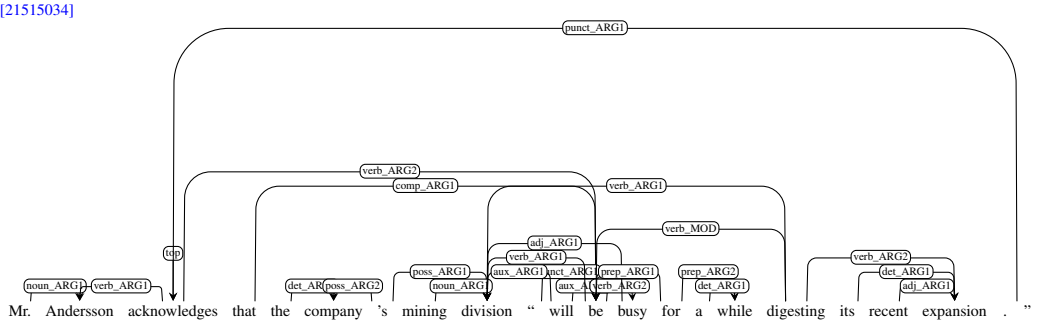 [21515034]
punct_ARG1
verb_ARG2
comp_ARG1 verb_ARG1
verb_MOD
adj_ARG1
top verb_ARG1 verb_ARG2
poss_ARG1 aux_ARG1 prep_ARG1 prep_ARG2 det_ARG1
noun_ARG1 verb_ARG1 poss_ARG2 noun_ARG1 verb_ARG2 det_ARG1 adj_ARG1
Mr. Andersson acknowledges that the company 's mining division “ will be busy for a while digesting its recent expansion . ”